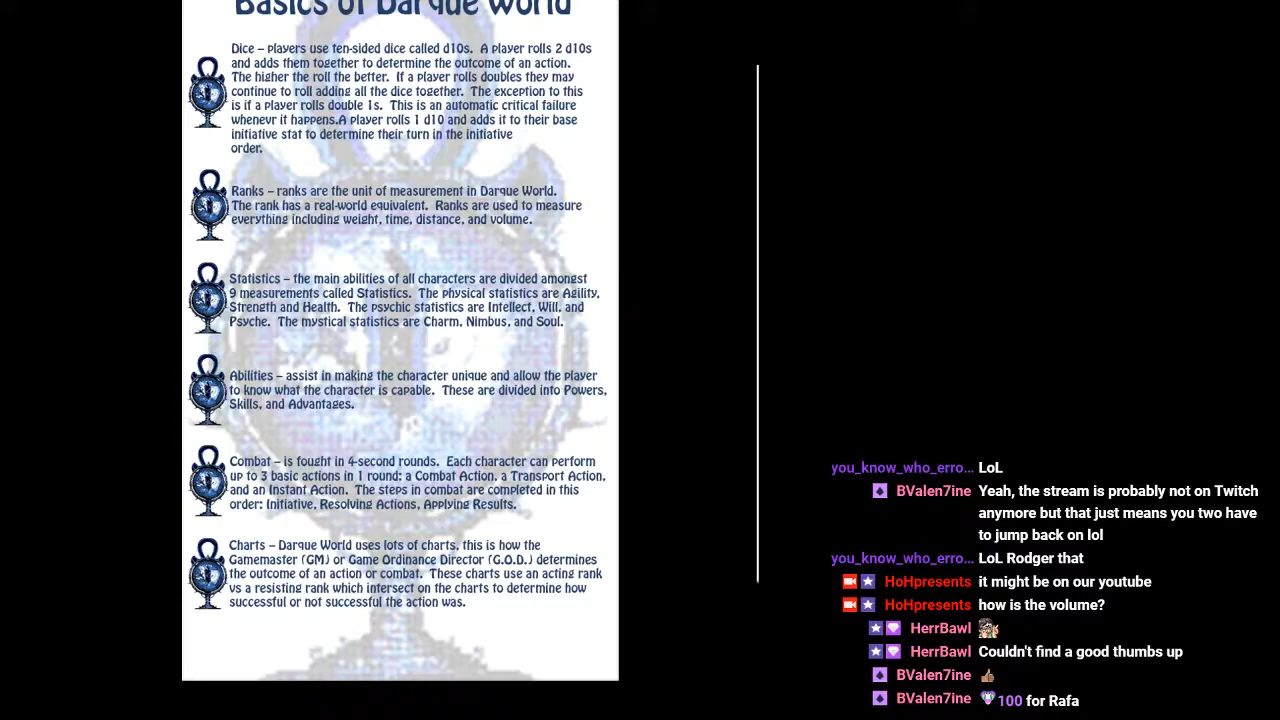 Basics of Darque World
Dice – players use ten-sided dice called d10s. A player rolls 2 d10s
and adds them together to determine the outcome of an action.
The higher the roll the better. If a player rolls doubles they may
continue to roll adding all the dice together. The exception to this
is if a player rolls double 1s. This is an automatic critical failure
whenevr it happens.A player rolls 1 d10 and adds it to their base
initiative stat to determine their turn in the initiative
order.
Ranks – ranks are the unit of measurement in Darque World.
The rank has a real-world equivalent. Ranks are used to measure
everything including weight, time, distance, and volume.
Statistics – the main abilities of all characters are divided amongst
9 measurements called Statistics. The physical statistics are Agility,
Strength and Health. The psychic statistics are Intellect, Will, and
Psyche. The mystical statistics are Charm, Nimbus, and Soul.
Abilities – assist in making the character unique and allow the player
to know what the character is capable. These are divided into Powers,
Skills, and Advantages.
Combat – is fought in 4-second rounds. Each character can perform
up to 3 basic actions in 1 round: a Combat Action, a Transport Action,
and an Instant Action. The steps in combat are completed in this
order: Initiative, Resolving Actions, Applying Results.
Charts – Darque World uses lots of charts, this is how the
Gamemaster (GM) or Game Ordinance Director (G.O.D.) determines
the outcome of an action or combat. These charts use an acting rank
vs a resisting rank which intersect on the charts to determine how
successful or not successful the action was.
you_know_who_erro... LoL
BValen7ine Yeah, the stream is probably not on Twitch
anymore but that just means you two have
to jump back on lol
you_know_who_erro... LoL Rodger that
HoHpresents it might be on our youtube
HoHpresents how is the volume?
HerrBawl
HerrBawl Couldn't find a good thumbs up
BValen7ine 👍🏽
BValen7ine 100 for Rafa